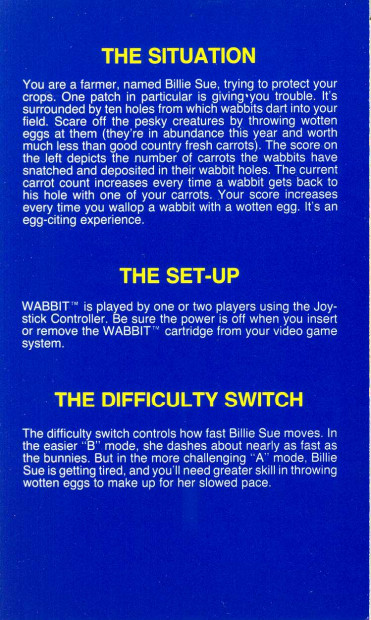 THE SITUATION
You are a farmer, named Billie Sue, trying to protect your
crops. One patch in particular is giving you trouble. It's
surrounded by ten holes from which wabbits dart into your
field. Scare off the pesky creatures by throwing wotten
eggs at them (they're in abundance this year and worth
much less than good country fresh carrots). The score on
the left depicts the number of carrots the wabbits have
snatched and deposited in their wabbit holes. The current
carrot count increases every time a wabbit gets back to
his hole with one of your carrots. Your score increases
every time you wallop a wabbit with a wotten egg. It's an
egg-citing experience.
THE SET-UP
WABBIT™ is played by one or two players using the Joy-
stick Controller. Be sure the power is off when you insert
or remove the WABBIT™ cartridge from your video game
system.
THE DIFFICULTY SWITCH
The difficulty switch controls how fast Billie Sue moves. In
the easier "B" mode, she dashes about nearly as fast as
the bunnies. But in the more challenging "A" mode, Billie
Sue is getting tired, and you'll need greater skill in throwing
wotten eggs to make up for her slowed pace.